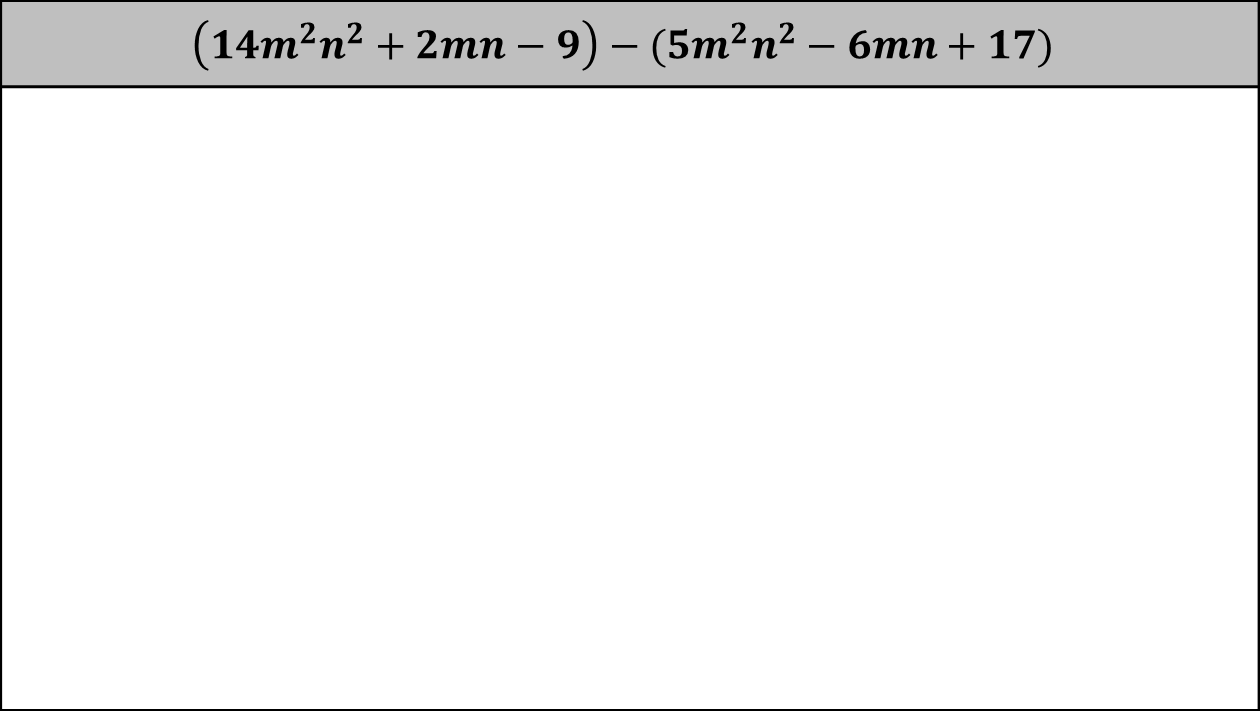 (14m²n² + 2mn − 9) − (5m²n² − 6mn + 17)